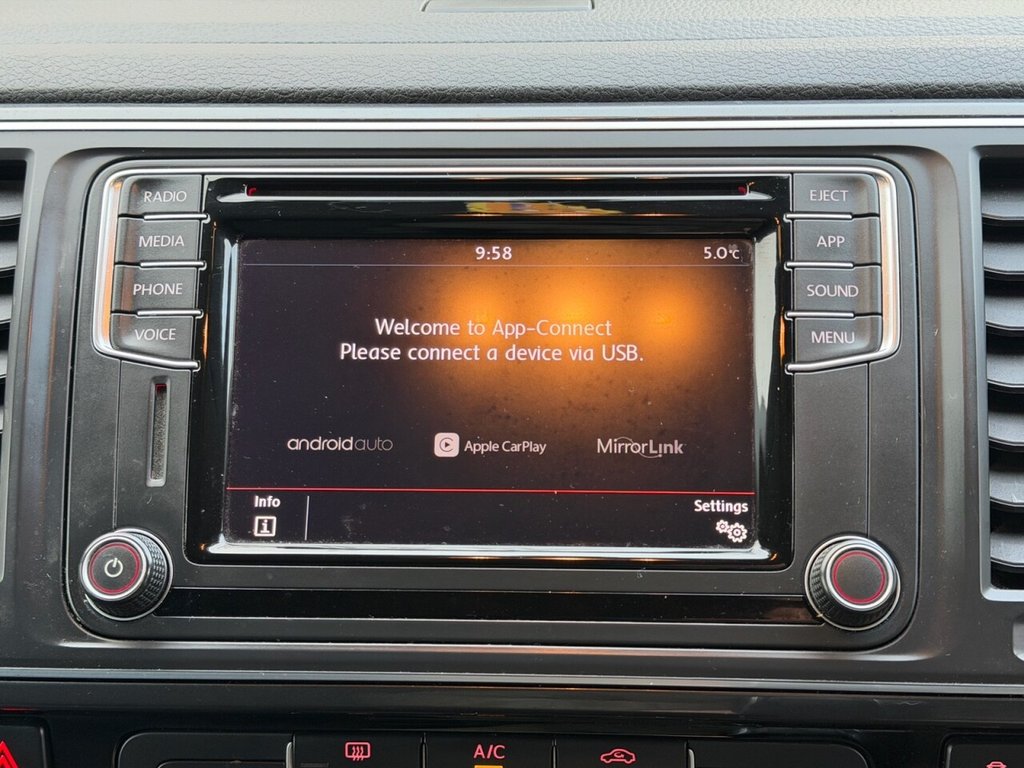 RADIO
MEDIA
PHONE
VOICE
EJECT
APP
SOUND
MENU
9:58
5.0°C
Welcome to App-Connect
Please connect a device via USB.
androidauto
Apple CarPlay
MirrorLink
Info
Settings
A/C